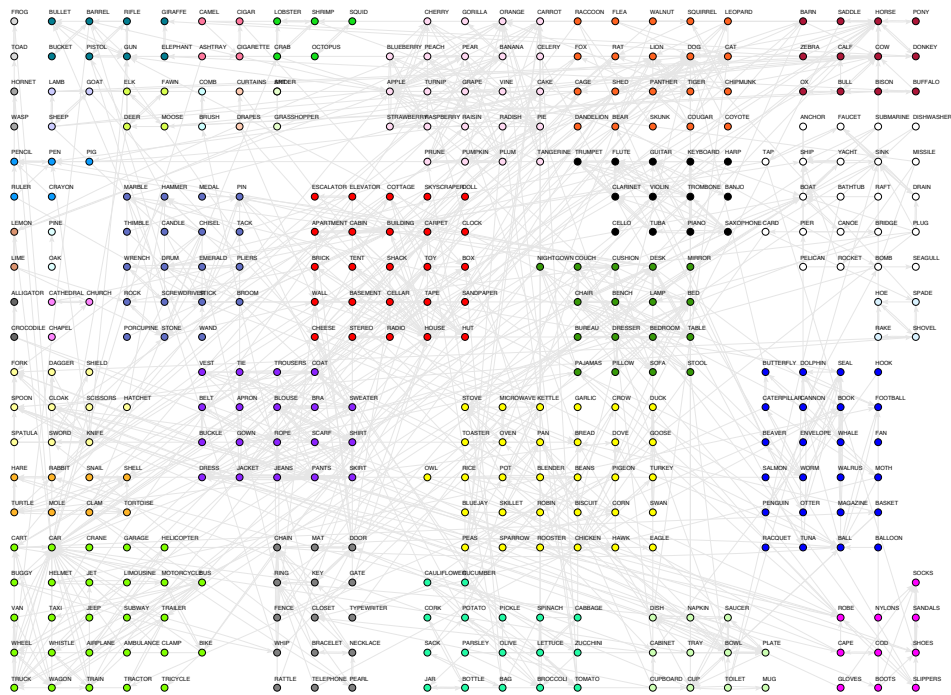 FROG BULLET BARREL RIFLE GIRAFFE CAMEL CIGAR LOBSTER SHRIMP SQUID CHERRY GORILLA ORANGE CARROT RACCOON FLEA WALNUT SQUIRREL LEOPARD BARN SADDLE HORSE PONY
TOAD BUCKET PISTOL GUN ELEPHANT ASHTRAY CIGARETTE CRAB OCTOPUS BLUEBERRY PEACH PEAR BANANA CELERY FOX RAT LION DOG CAT ZEBRA CALF COW DONKEY
HORNET LAMB GOAT ELK FAWN COMB CURTAINS APPLE TURNIP GRAPE VINE CAKE CAGE SHED PANTHER TIGER CHIPMUNK OX BULL BISON BUFFALO
WASP SHEEP DEER MOOSE BRUSH DRAPES GRASSHOPPER STRAWBERRY RASPBERRY RAISIN RADISH PIE DANDELION BEAR SKUNK COUGAR COYOTE ANCHOR FAUCET SUBMARINE DISHWASHER
PENCIL PEN PIG PRUNE PUMPKIN PLUM TANGERINE TRUMPET FLUTE GUITAR KEYBOARD HARP TAP SHIP YACHT SINK MISSILE
RULER CRAYON MARBLE HAMMER MEDAL PIN ESCALATOR ELEVATOR COTTAGE SKYSCRAPER DOLL CLARINET VIOLIN TROMBONE BANJO BOAT BATHTUB RAFT DRAIN
LEMON PINE THIMBLE CANDLE CHISEL TACK APARTMENT CABIN BUILDING CARPET CLOCK CELLO TUBA PIANO SAXOPHONE CARD PIER CANOE BRIDGE PLUG
LIME OAK WRENCH DRUM EMERALD PLIERS BRICK TENT SHACK TOY BOX NIGHTGOWN COUCH CUSHION DESK MIRROR PELICAN ROCKET BOMB SEAGULL
ALLIGATOR CATHEDRAL CHURCH ROCK SCREWDRIVER STICK BROOM WALL BASEMENT CELLAR TAPE SANDPAPER CHAIR BENCH LAMP BED HOE SPADE
CROCODILE CHAPEL PORCUPINE STONE WAND CHEESE STEREO RADIO HOUSE HUT BUREAU DRESSER BEDROOM TABLE RAKE SHOVEL
FORK DAGGER SHIELD VEST TIE TROUSERS COAT PAJAMAS PILLOW SOFA STOOL BUTTERFLY DOLPHIN SEAL HOOK
SPOON CLOAK SCISSORS HATCHET BELT APRON BLOUSE BRA SWEATER STOVE MICROWAVE KETTLE GARLIC CROW DUCK CATERPILLAR CANNON BOOK FOOTBALL
SPATULA SWORD KNIFE BUCKLE GOWN ROPE SCARF SHIRT TOASTER OVEN PAN BREAD DOVE GOOSE BEAVER ENVELOPE WHALE FAN
HARE RABBIT SNAIL SHELL DRESS JACKET JEANS PANTS SKIRT OWL RICE POT BLENDER BEANS PIGEON TURKEY SALMON WORM WALRUS MOTH
TURTLE MOLE CLAM TORTOISE BLUEJAY SKILLET ROBIN BISCUIT CORN SWAN PENGUIN OTTER MAGAZINE BASKET
CART CAR CRANE GARAGE HELICOPTER CHAIN MAT DOOR PEAS SPARROW ROOSTER CHICKEN HAWK EAGLE RACQUET TUNA BALL BALLOON
BUGGY HELMET JET LIMOUSINE MOTORCYCLE BUS RING KEY GATE CAULIFLOWER CUCUMBER SOCKS
VAN TAXI JEEP SUBWAY TRAILER FENCE CLOSET TYPEWRITER CORK POTATO PICKLE SPINACH CABBAGE DISH NAPKIN SAUCER ROBE NYLONS SANDALS
WHEEL WHISTLE AIRPLANE AMBULANCE CLAMP BIKE WHIP BRACELET NECKLACE SACK PARSLEY OLIVE LETTUCE ZUCCHINI CABINET TRAY BOWL PLATE CAPE COD SHOES
TRUCK WAGON TRAIN TRACTOR TRICYCLE RATTLE TELEPHONE PEARL JAR BOTTLE BAG BROCCOLI TOMATO CUPBOARD CUP TOILET MUG GLOVES BOOTS SLIPPERS